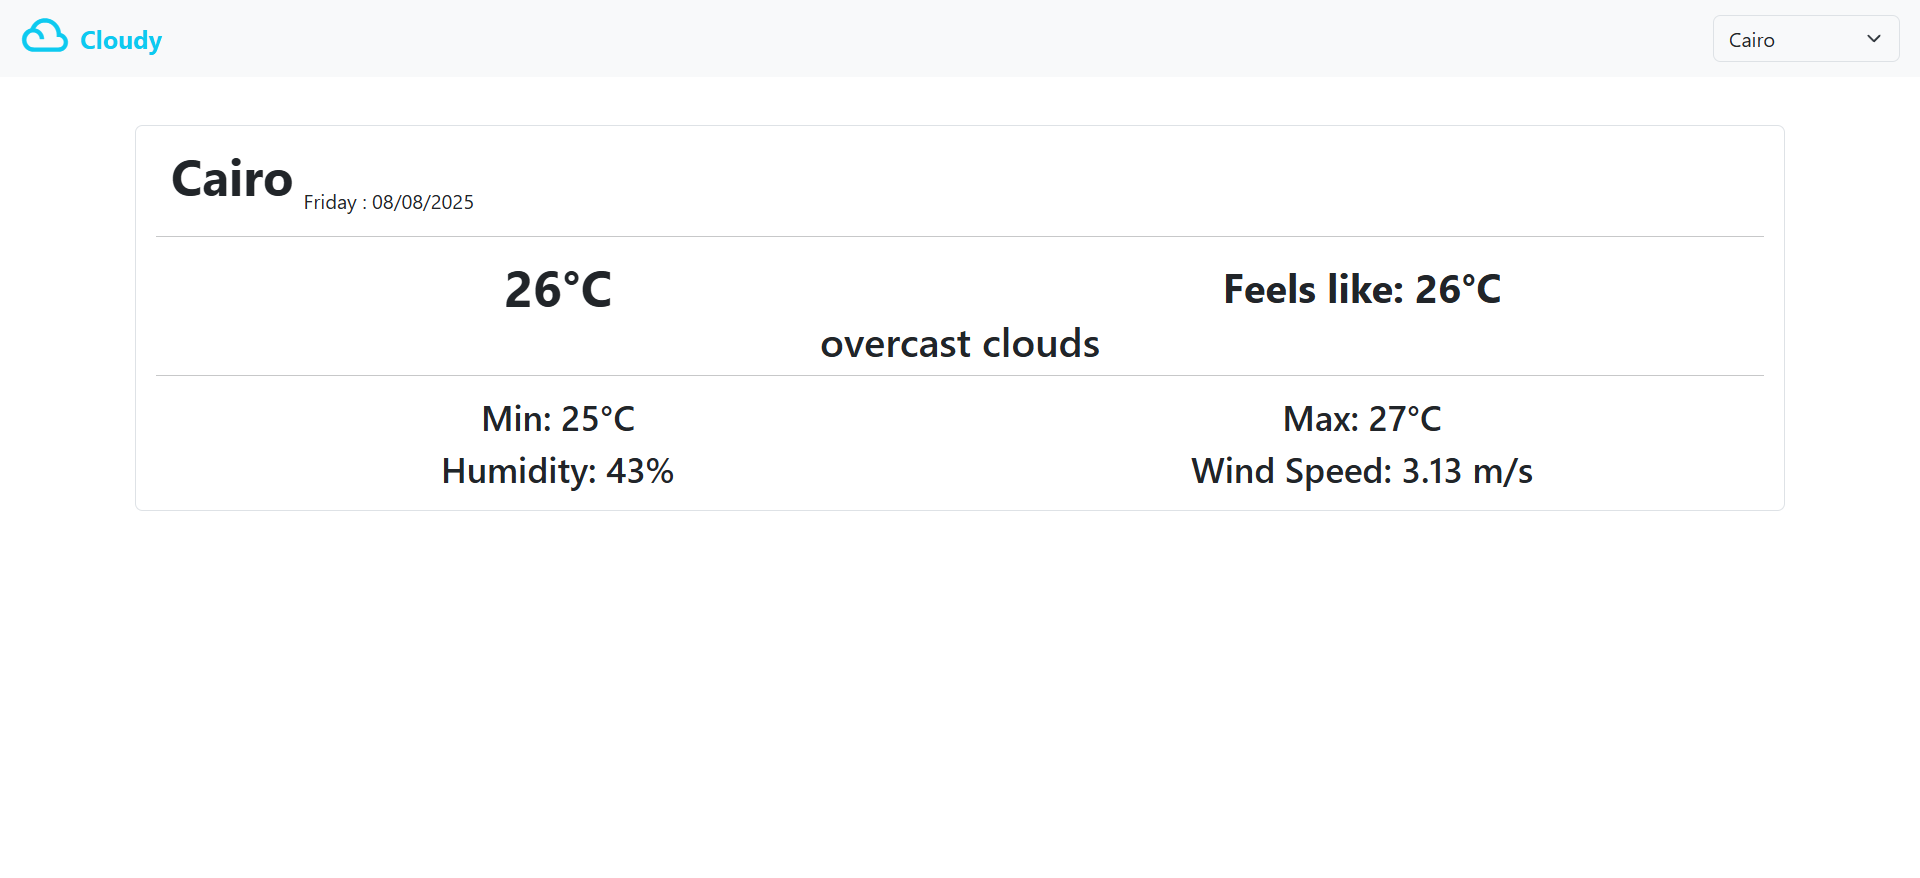 Cloudy
Cairo
Cairo Friday : 08/08/2025
26°C Feels like: 26°C
overcast clouds
Min: 25°C Max: 27°C
Humidity: 43% Wind Speed: 3.13 m/s